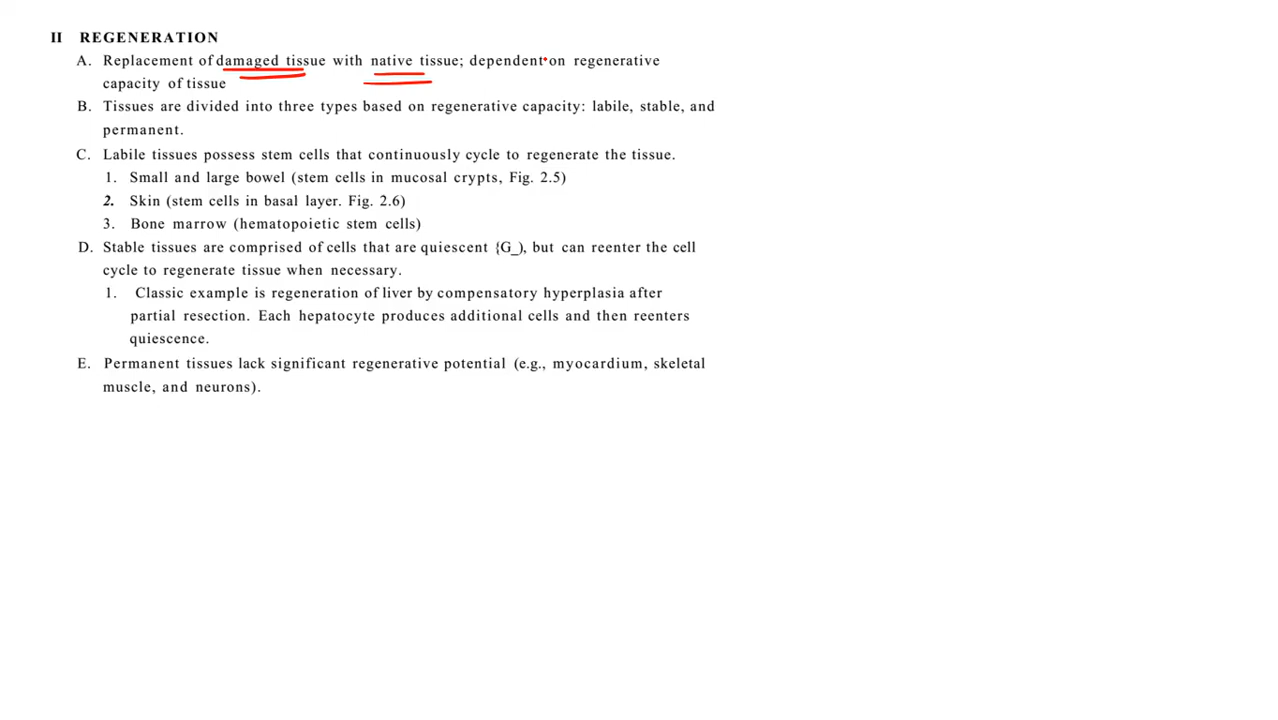 II REGENERATION
A. Replacement of damaged tissue with native tissue; dependent on regenerative
capacity of tissue
B. Tissues are divided into three types based on regenerative capacity: labile, stable, and
permanent.
C. Labile tissues possess stem cells that continuously cycle to regenerate the tissue.
1. Small and large bowel (stem cells in mucosal crypts, Fig. 2.5)
2. Skin (stem cells in basal layer. Fig. 2.6)
3. Bone marrow (hematopoietic stem cells)
D. Stable tissues are comprised of cells that are quiescent {G_), but can reenter the cell
cycle to regenerate tissue when necessary.
1. Classic example is regeneration of liver by compensatory hyperplasia after
partial resection. Each hepatocyte produces additional cells and then reenters
quiescence.
E. Permanent tissues lack significant regenerative potential (e.g., myocardium, skeletal
muscle, and neurons).